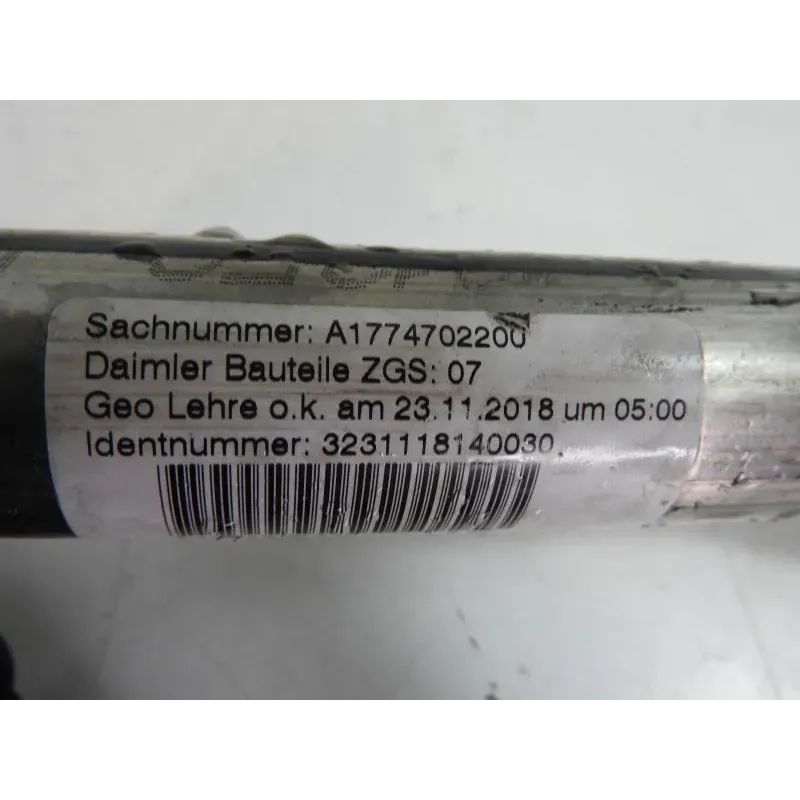 Sachnummer: A1774702200
Daimler Bauteile ZGS: 07
Geo Lehre o.k. am 23.11.2018 um 05:00
Identnummer: 3231118140030